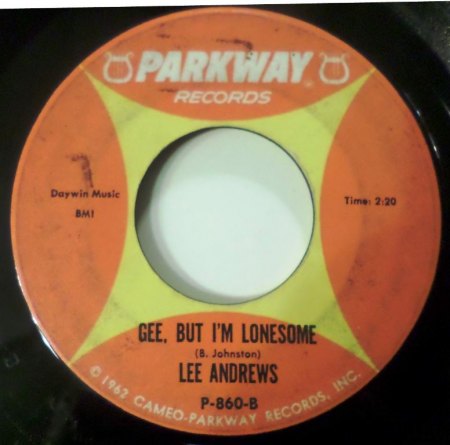 PARKWAY
RECORDS
Daywin Music
BMI
Time: 2:20
GEE, BUT I'M LONESOME
(B. Johnston)
LEE ANDREWS
P-860-B
© 1962 CAMEO-PARKWAY RECORDS, INC.